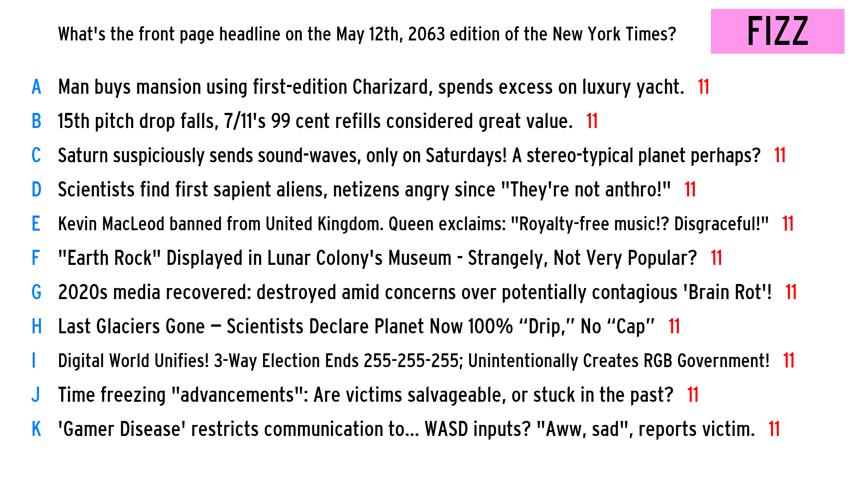 What's the front page headline on the May 12th, 2063 edition of the New York Times? FIZZ
A Man buys mansion using first-edition Charizard, spends excess on luxury yacht. 11
B 15th pitch drop falls, 7/11's 99 cent refills considered great value. 11
C Saturn suspiciously sends sound-waves, only on Saturdays! A stereo-typical planet perhaps? 11
D Scientists find first sapient aliens, netizens angry since "They're not anthro!" 11
E Kevin MacLeod banned from United Kingdom. Queen exclaims: "Royalty-free music!? Disgraceful!" 11
F "Earth Rock" Displayed in Lunar Colony's Museum - Strangely, Not Very Popular? 11
G 2020s media recovered: destroyed amid concerns over potentially contagious 'Brain Rot'! 11
H Last Glaciers Gone — Scientists Declare Planet Now 100% “Drip,” No “Cap” 11
I Digital World Unifies! 3-Way Election Ends 255-255-255; Unintentionally Creates RGB Government! 11
J Time freezing "advancements": Are victims salvageable, or stuck in the past? 11
K 'Gamer Disease' restricts communication to... WASD inputs? "Aww, sad", reports victim. 11